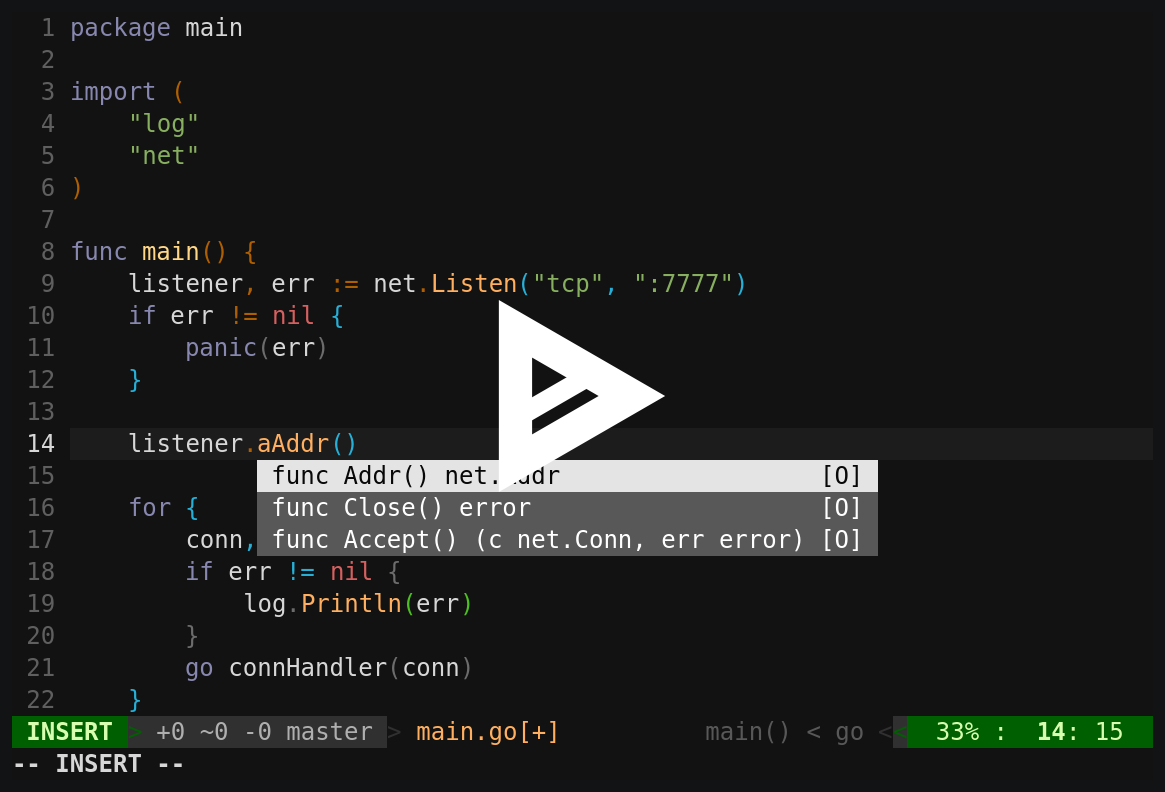 1 package main
2
3 import (
4     "log"
5     "net"
6 )
7
8 func main() {
9     listener, err := net.Listen("tcp", ":7777")
10     if err != nil {
11         panic(err)
12     }
13
14     listener.aAddr()
15 func Addr() net.Addr [O]
16     for { func Close() error [O]
17         conn, func Accept() (c net.Conn, err error) [O]
18         if err != nil {
19             log.Println(err)
20         }
21         go connHandler(conn)
22     }
INSERT > +0 ~0 -0 master > main.go[+] main() < go << 33% : 14: 15
-- INSERT --